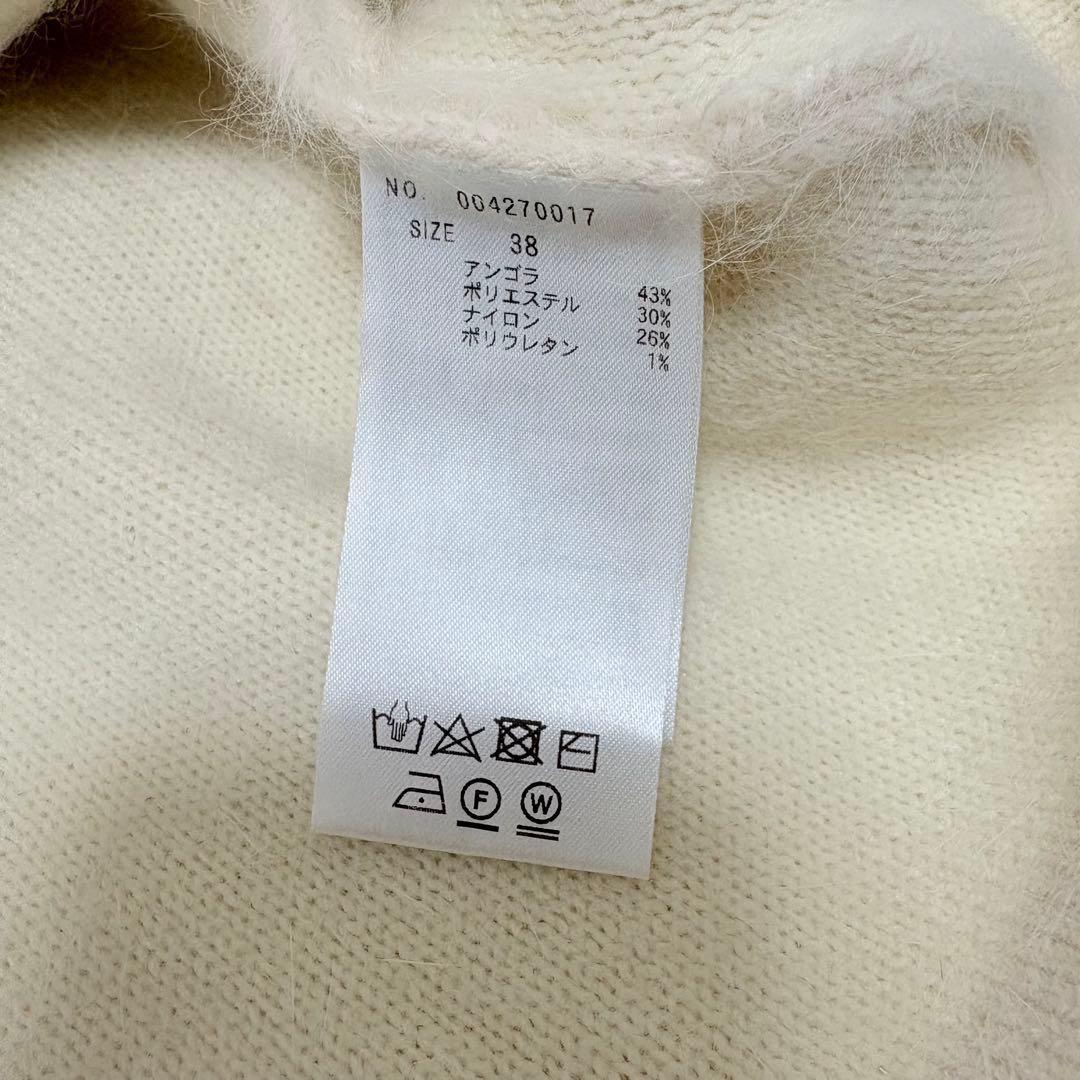 NO. 004270017
SIZE 38
アンゴラ 43%
ポリエステル 30%
ナイロン 26%
ポリウレタン 1%
F W